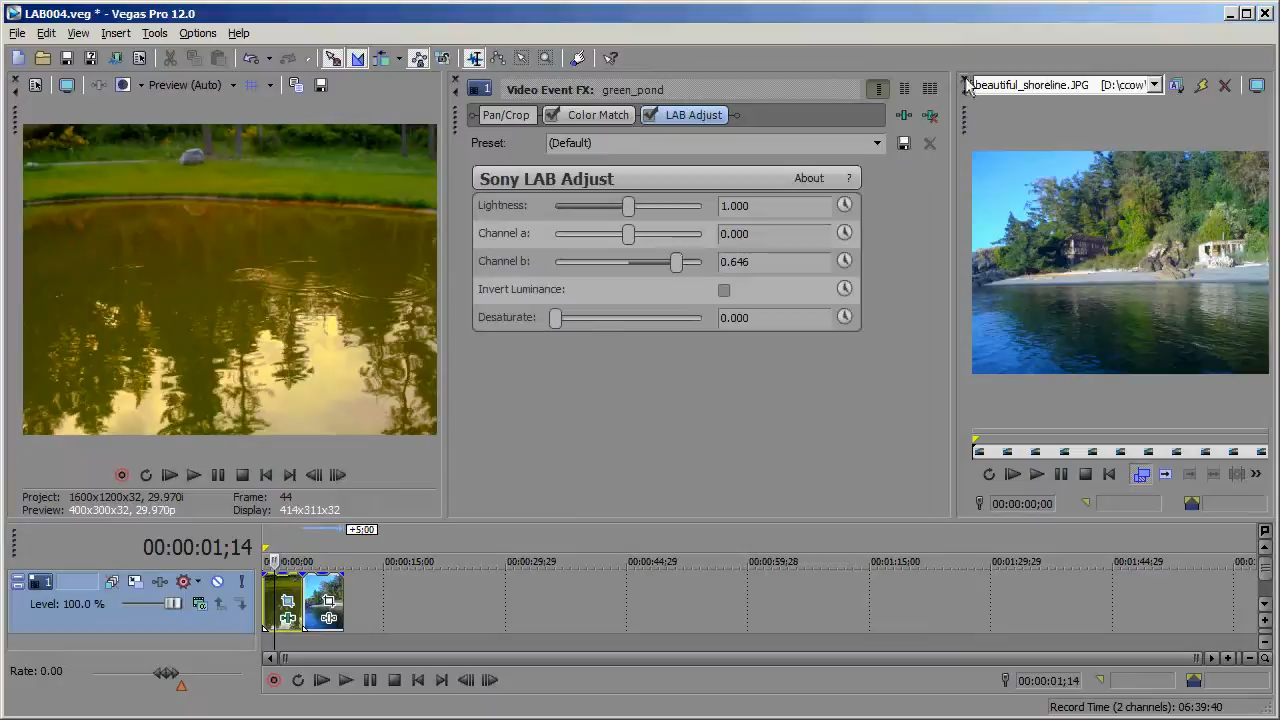 LAB004.veg * - Vegas Pro 12.0
File Edit View Insert Tools Options Help
Preview (Auto)
1 Video Event FX: green_pond
beautiful_shoreline.JPG [D:\ccow\
Pan/Crop Color Match LAB Adjust
Preset: (Default)
Sony LAB Adjust About ?
Lightness: 1.000
Channel a: 0.000
Channel b: 0.646
Invert Luminance:
Desaturate: 0.000
Project: 1600x1200x32, 29.970i Frame: 44
Preview: 400x300x32, 29.970p Display: 414x311x32
00:00:00;00
+5:00
00:00:01;14
00:00:15;00 00:00:29;29 00:00:44;29 00:00:59;28 00:01:15;00 00:01:29;29 00:01:44;29
1
Level: 100.0 %
Rate: 0.00
00:00:01;14
Record Time (2 channels): 06:39:40